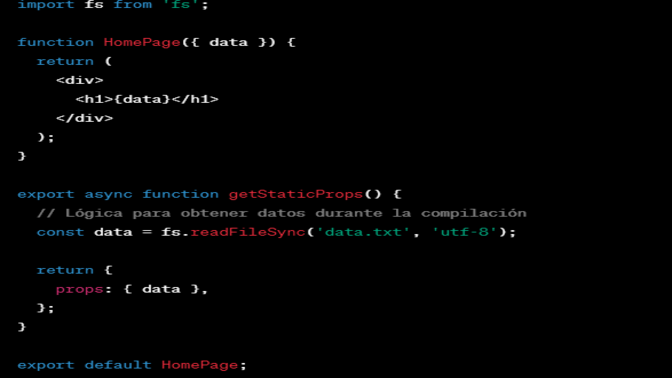 import fs from 'fs';
function HomePage({ data }) {
return (
<div>
<h1>{data}</h1>
</div>
);
}
export async function getStaticProps() {
// Lógica para obtener datos durante la compilación
const data = fs.readFileSync('data.txt', 'utf-8');
return {
props: { data },
};
}
export default HomePage;